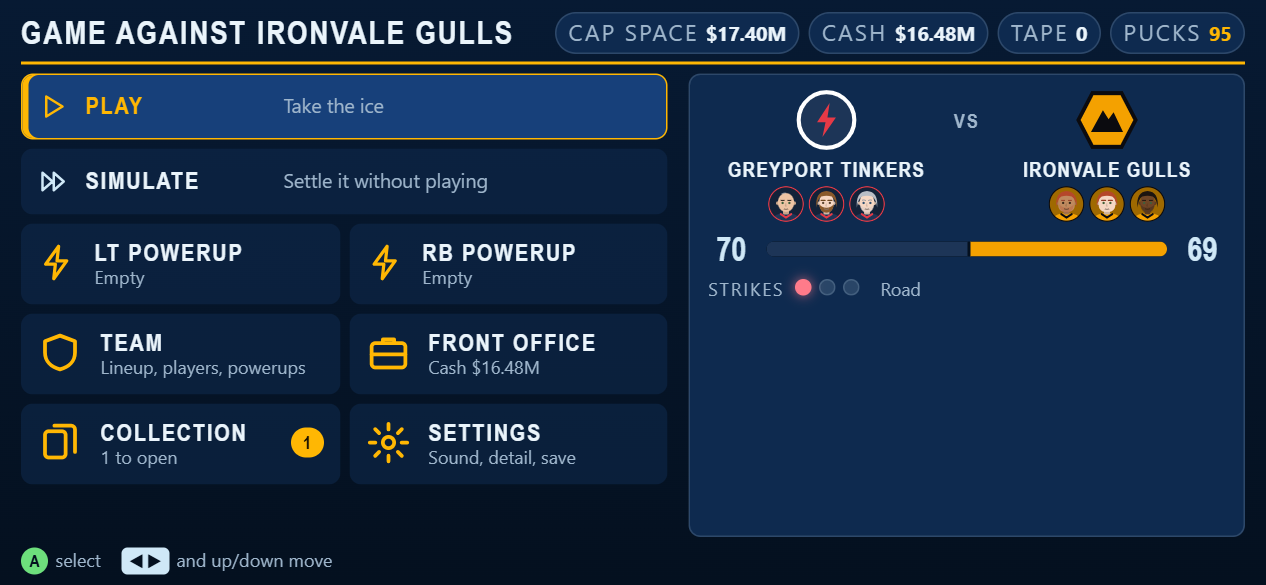 GAME AGAINST IRONVALE GULLS
CAP SPACE $17.40M
CASH $16.48M
TAPE 0
PUCKS 95
PLAY Take the ice
SIMULATE Settle it without playing
LT POWERUP
Empty
RB POWERUP
Empty
TEAM
Lineup, players, powerups
FRONT OFFICE
Cash $16.48M
COLLECTION
1 to open
1
SETTINGS
Sound, detail, save
VS
GREYPORT TINKERS
IRONVALE GULLS
70
69
STRIKES Road
A select and up/down move